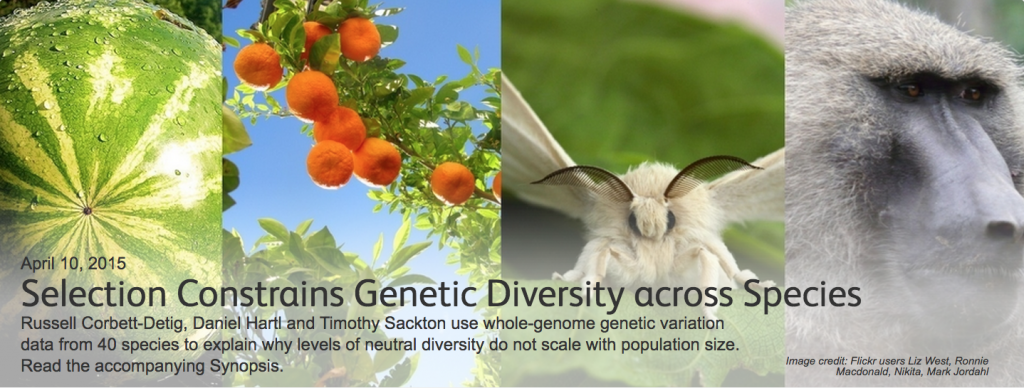 April 10, 2015
Selection Constrains Genetic Diversity across Species
Russell Corbett-Detig, Daniel Hartl and Timothy Sackton use whole-genome genetic variation
data from 40 species to explain why levels of neutral diversity do not scale with population size.
Read the accompanying Synopsis.
Image credit: Flickr users Liz West, Ronnie
Macdonald, Nikita, Mark Jordahl